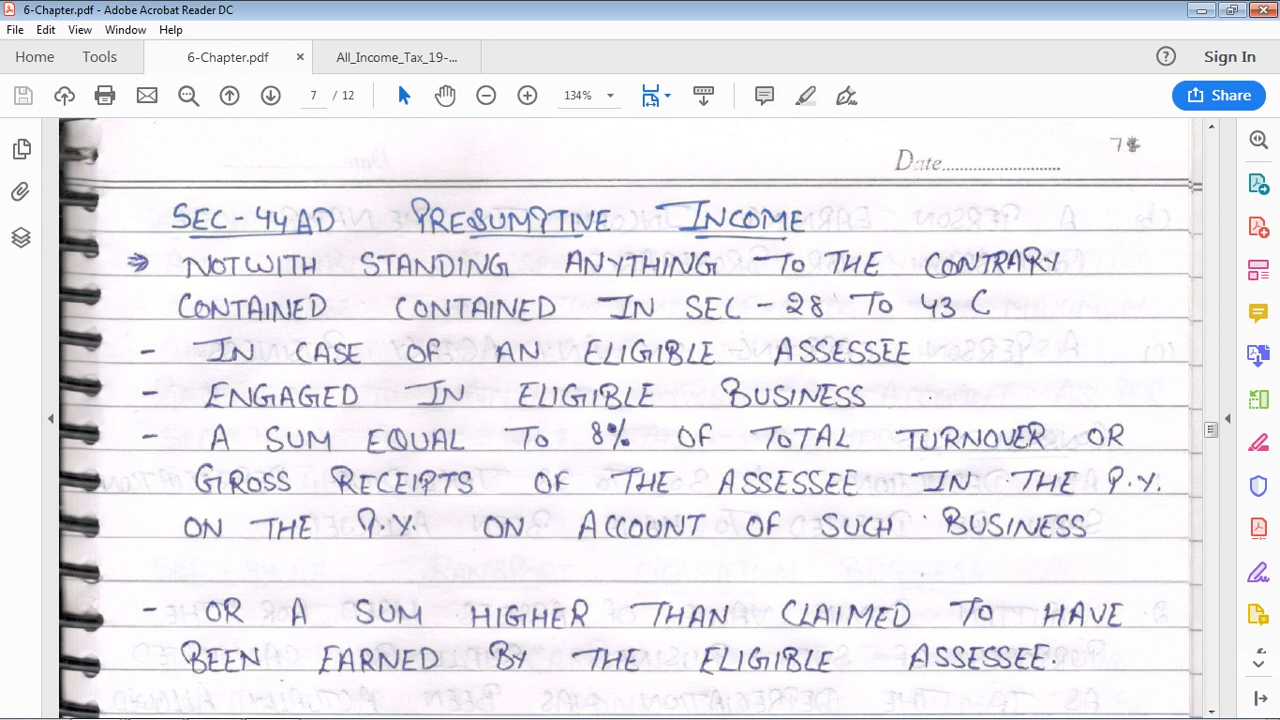 6-Chapter.pdf - Adobe Acrobat Reader DC
File Edit View Window Help
Home Tools 6-Chapter.pdf × All_Income_Tax_19-... Sign In
7 / 12 134% Share
Date
SEC-44AD PRESUMPTIVE INCOME
⇒ NOTWITH STANDING ANYTHING TO THE CONTRARY
CONTAINED CONTAINED IN SEC-28 TO 43 C
- IN CASE OF AN ELIGIBLE ASSESSEE
- ENGAGED IN ELIGIBLE BUSINESS
- A SUM EQUAL TO 8% OF TOTAL TURNOVER OR
GROSS RECEIPTS OF THE ASSESSEE IN THE P.Y.
ON THE P.Y. ON ACCOUNT OF SUCH BUSINESS
- OR A SUM HIGHER THAN CLAIMED TO HAVE
BEEN EARNED BY THE ELIGIBLE ASSESSEE.